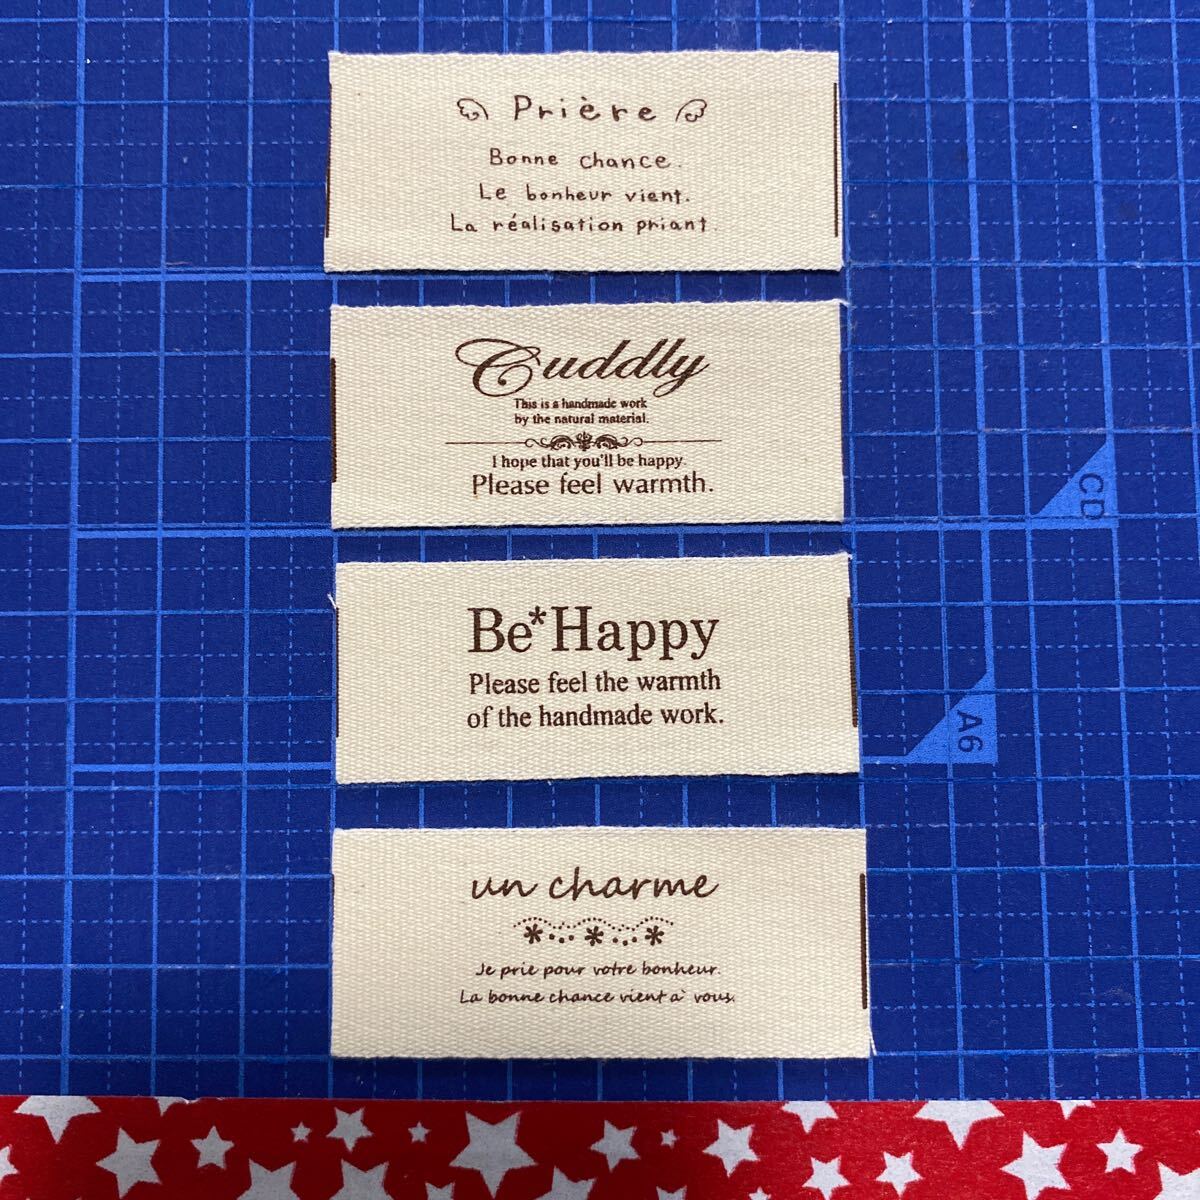 Prière
Bonne chance.
Le bonheur vient.
La réalisation priant.
Cuddly
This is a handmade work
by the natural material.
I hope that you'll be happy.
Please feel warmth.
CD
Be*Happy
Please feel the warmth
of the handmade work.
A6
un charme
Je prie pour votre bonheur.
La bonne chance vient à vous.